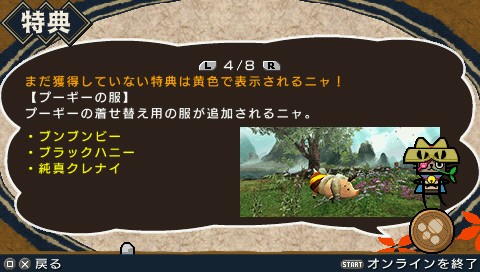 特典
L 4/8 R
まだ獲得していない特典は黄色で表示されるニャ！
【プーギーの服】
プーギーの着せ替え用の服が追加されるニャ。
・ブンブンビー
・ブラックハニー
・純真クレナイ
戻る
START オンラインを終了